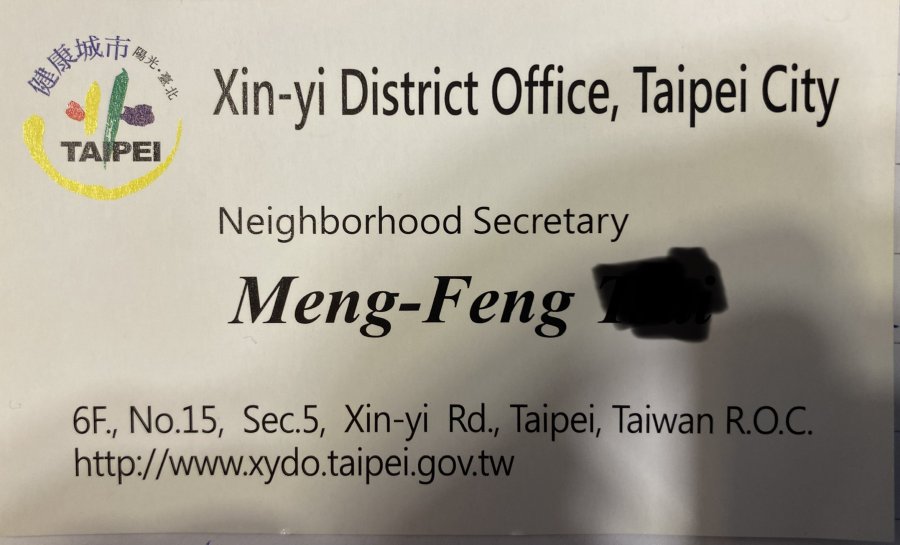 健康城市 陽光·臺北
TAIPEI
Xin-yi District Office, Taipei City
Neighborhood Secretary
Meng-Feng
6F., No.15, Sec.5, Xin-yi Rd., Taipei, Taiwan R.O.C.
http://www.xydo.taipei.gov.tw